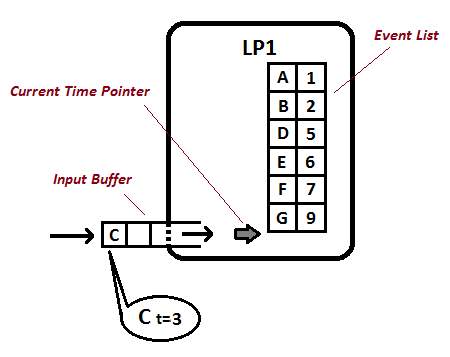 Event List
LP1
Current Time Pointer
A 1
B 2
D 5
E 6
F 7
G 9
Input Buffer
C
C t=3